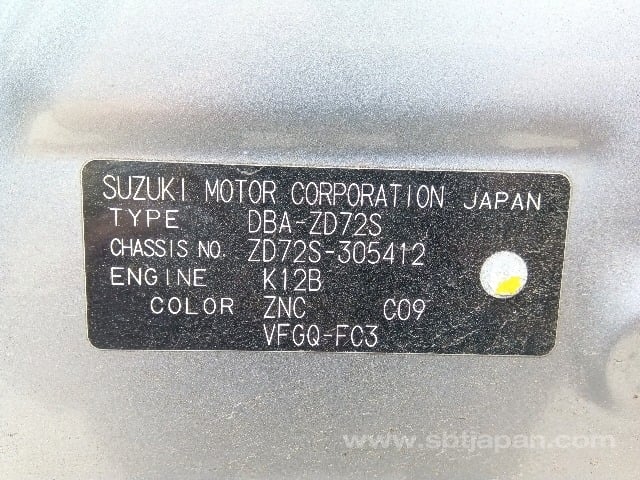 SUZUKI MOTOR CORPORATION JAPAN
TYPE DBA-ZD72S
CHASSIS NO. ZD72S-305412
ENGINE K12B
COLOR ZNC C09
VFGQ-FC3
www.sbtjapan.com